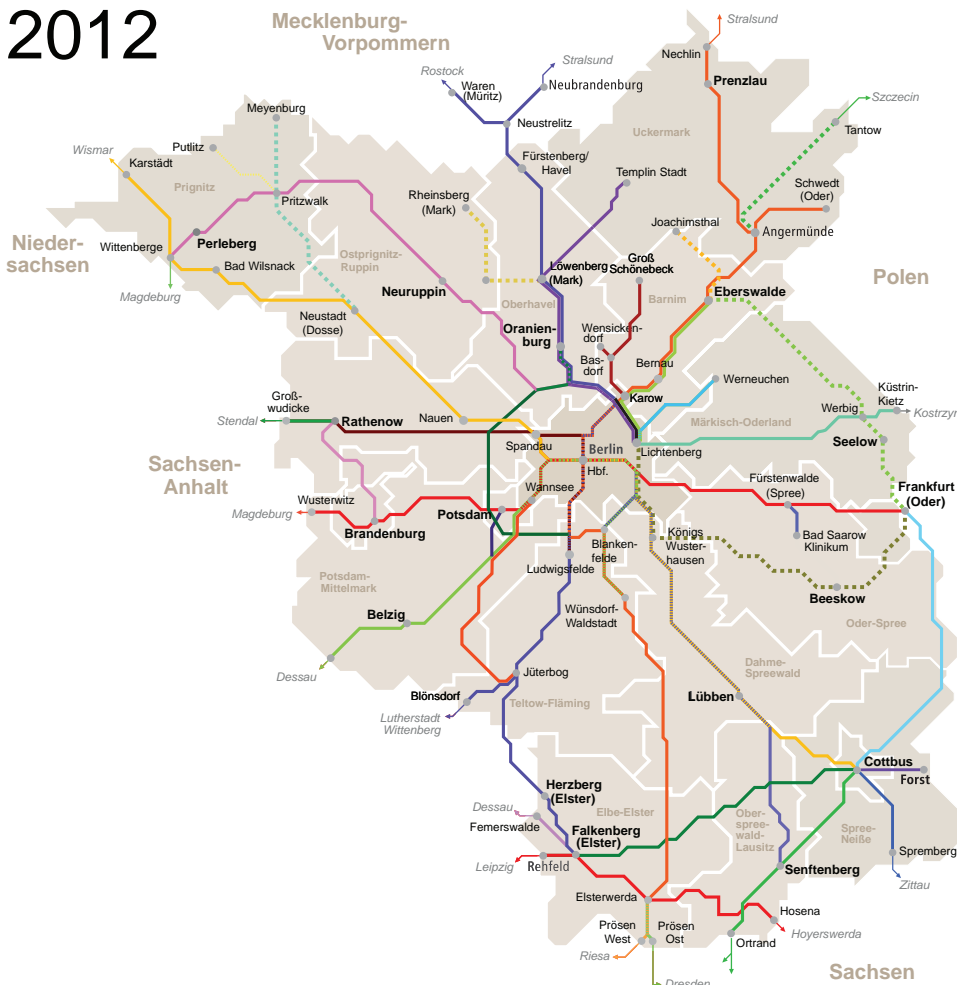 2012
Mecklenburg-
Vorpommern
Stralsund
Nechlin
Prenzlau
Rostock
Waren
(Müritz)
Stralsund
Neubrandenburg
Neustrelitz
Szczecin
Tantow
Uckermark
Meyenburg
Putlitz
Wismar
Karstädt
Prignitz
Pritzwalk
Fürstenberg/
Havel
Templin Stadt
Rheinsberg
(Mark)
Schwedt
(Oder)
Joachimsthal
Angermünde
Nieder-
sachsen
Wittenberge
Perleberg
Bad Wilsnack
Magdeburg
Ostprignitz-
Ruppin
Neuruppin
Löwenberg
(Mark)
Groß
Schönebeck
Oberhavel
Barnim
Eberswalde
Polen
Neustadt
(Dosse)
Oranien-
burg
Wensicken-
dorf
Bas-
dorf
Bernau
Karow
Werneuchen
Küstrin-
Kietz
Kostrzyn
Werbig
Märkisch-Oderland
Seelow
Groß-
wudicke
Stendal
Rathenow
Nauen
Spandau
Berlin
Hbf.
Lichtenberg
Sachsen-
Anhalt
Wannsee
Fürstenwalde
(Spree)
Frankfurt
(Oder)
Wusterwitz
Magdeburg
Brandenburg
Potsdam
Ludwigsfelde
Blanken-
felde
Königs
Wuster-
hausen
Bad Saarow
Klinikum
Beeskow
Potsdam-
Mittelmark
Belzig
Dessau
Wünsdorf-
Waldstadt
Oder-Spree
Dahme-
Spreewald
Lübben
Jüterbog
Blönsdorf
Teltow-Fläming
Lutherstadt
Wittenberg
Cottbus
Forst
Herzberg
(Elster)
Dessau
Femerswalde
Elbe-Elster
Falkenberg
(Elster)
Ober-
spree-
wald-
Lausitz
Spree-
Neiße
Spremberg
Zittau
Leipzig
Rehfeld
Senftenberg
Elsterwerda
Hosena
Hoyerswerda
Prösen
West
Prösen
Ost
Ortrand
Riesa
Dresden
Sachsen